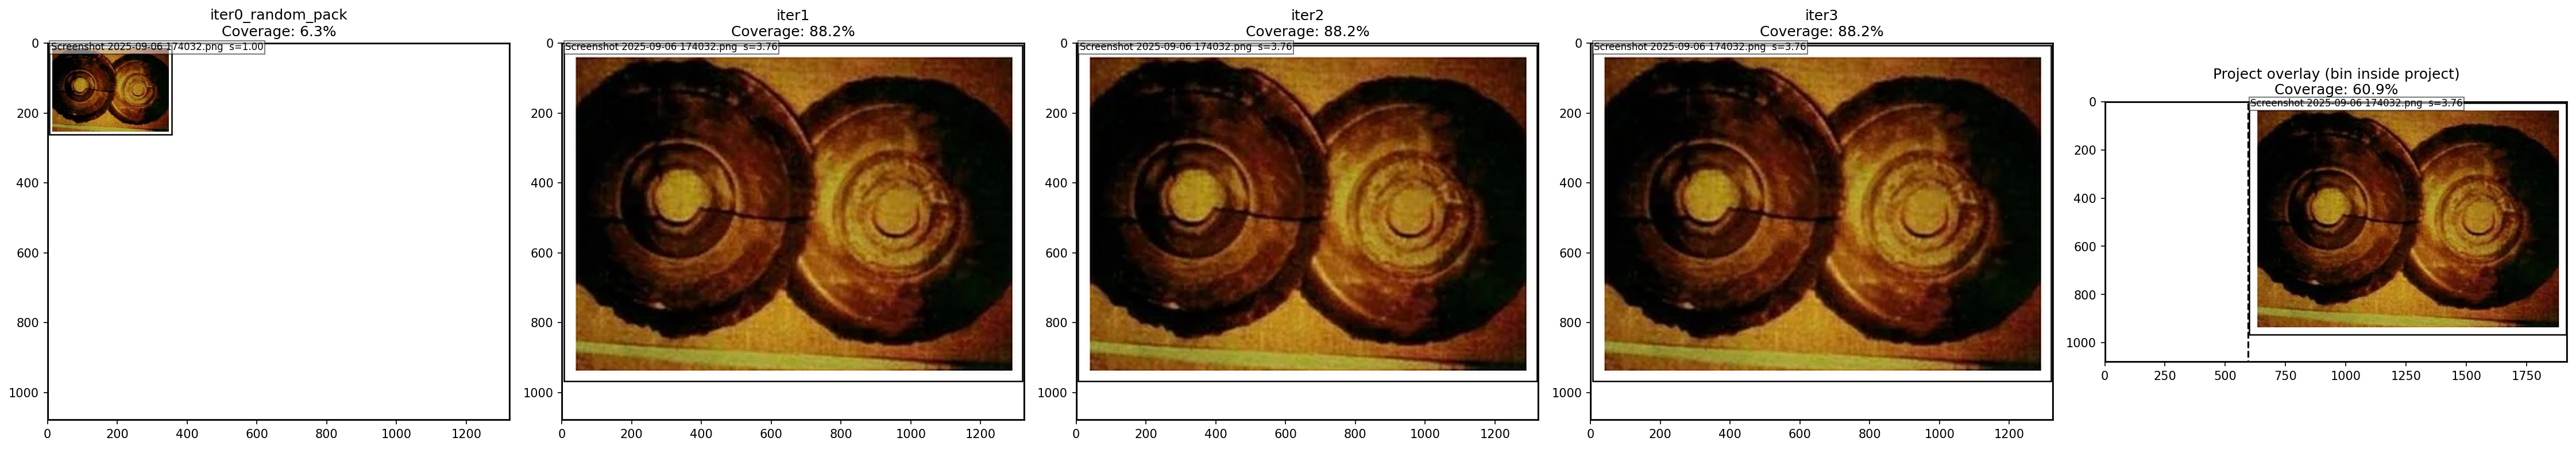 iter0_random_pack
Coverage: 6.3%
Screenshot 2025-09-06 174032.png s=1.00
0
200
400
600
800
1000
0 200 400 600 800 1000 1200
iter1
Coverage: 88.2%
Screenshot 2025-09-06 174032.png s=3.76
0
200
400
600
800
1000
0 200 400 600 800 1000 1200
iter2
Coverage: 88.2%
Screenshot 2025-09-06 174032.png s=3.76
0
200
400
600
800
1000
0 200 400 600 800 1000 1200
iter3
Coverage: 88.2%
Screenshot 2025-09-06 174032.png s=3.76
0
200
400
600
800
1000
0 200 400 600 800 1000 1200
Project overlay (bin inside project)
Coverage: 60.9%
Screenshot 2025-09-06 174032.png s=3.76
0
200
400
600
800
1000
0 250 500 750 1000 1250 1500 1750